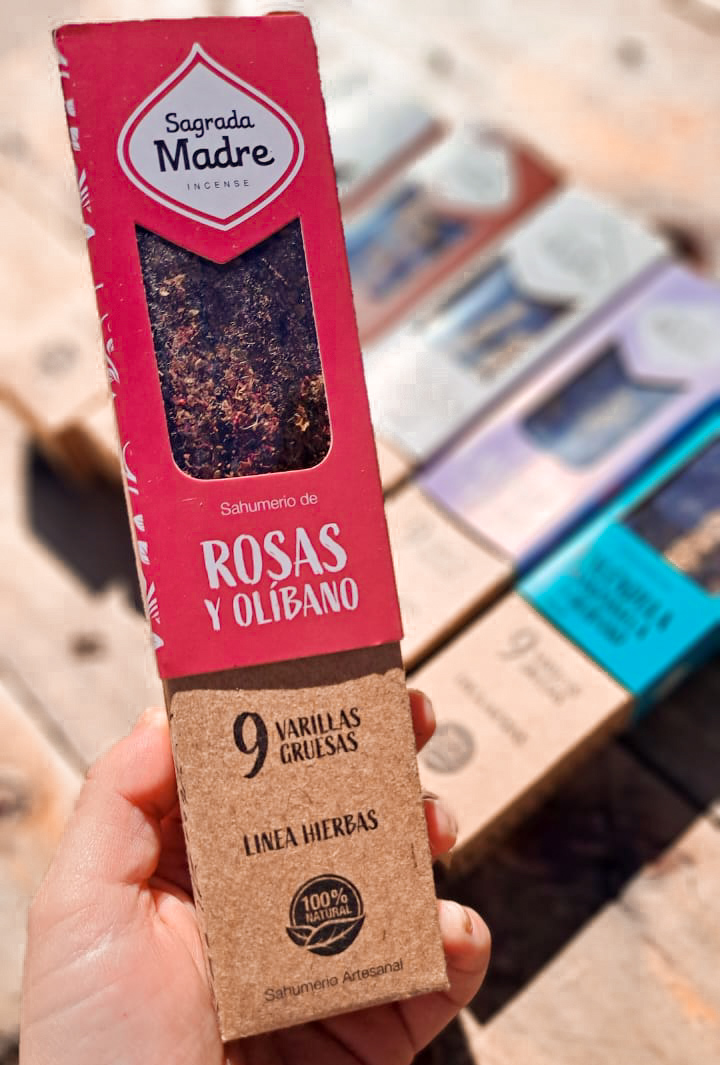 Sagrada
Madre
INCENSE
Sahumerio de
ROSAS
Y OLÍBANO
9 VARILLAS
GRUESAS
LINEA HIERBAS
100%
NATURAL
Sahumerio Artesanal